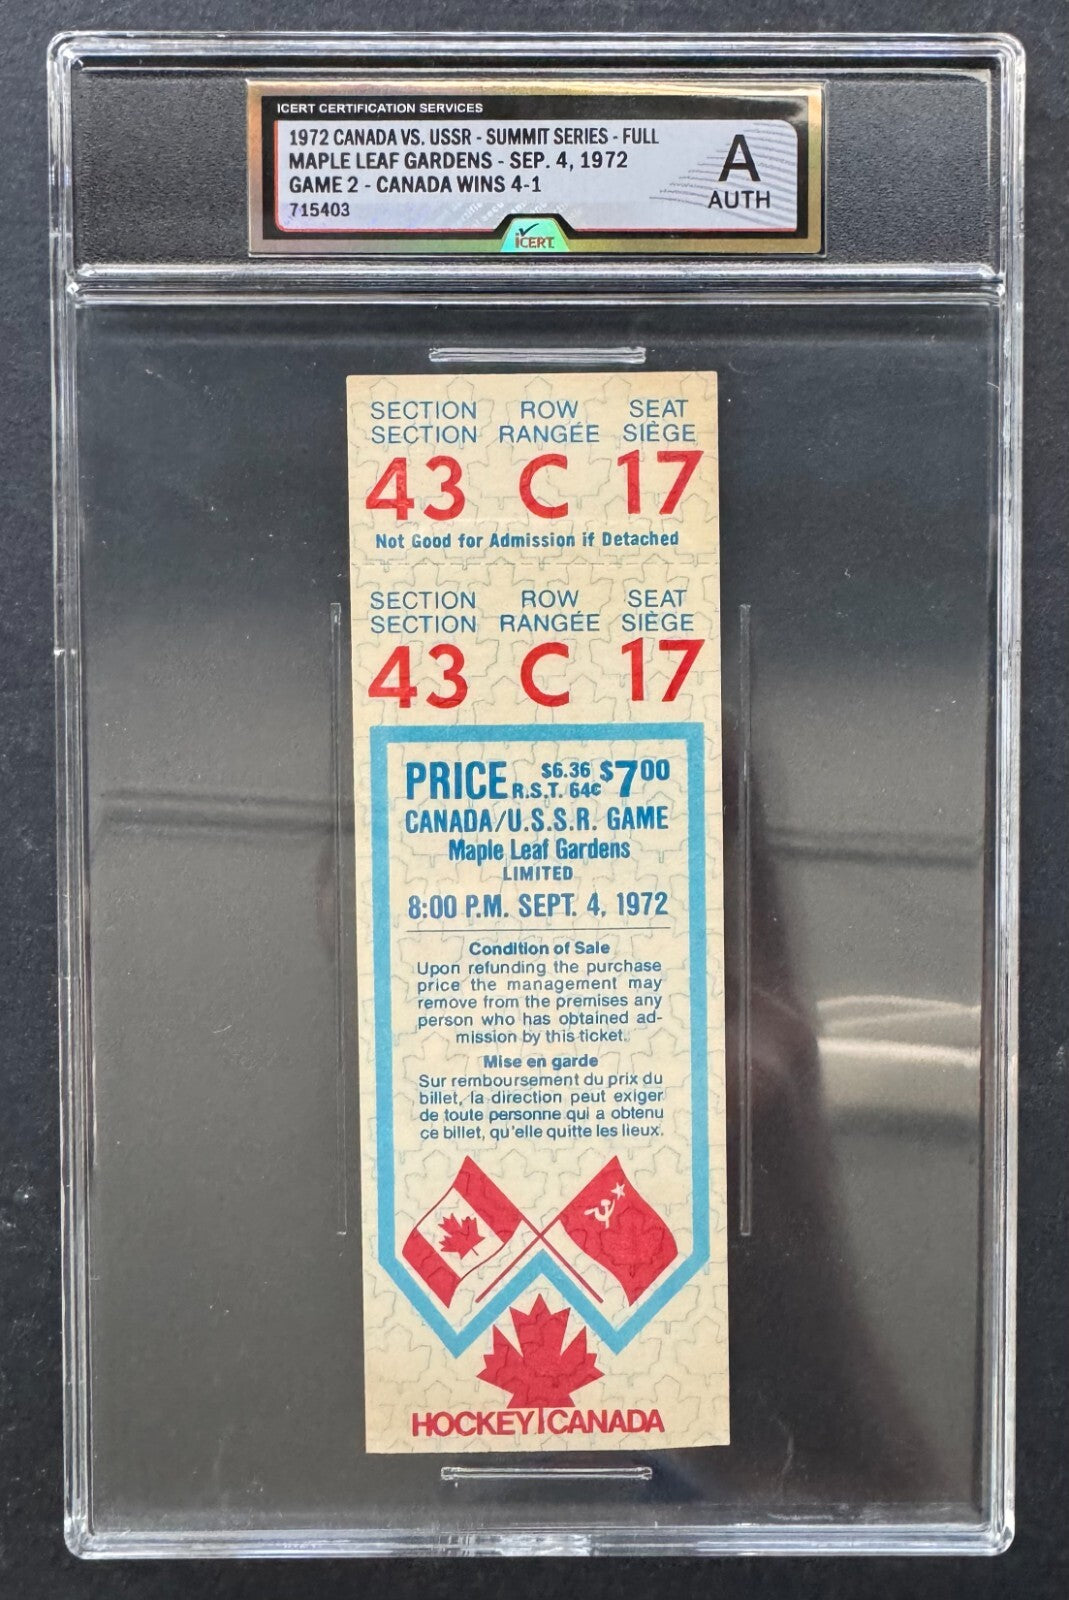 ICERT CERTIFICATION SERVICES
1972 CANADA VS. USSR - SUMMIT SERIES - FULL
MAPLE LEAF GARDENS - SEP. 4, 1972
GAME 2 - CANADA WINS 4-1
715403
A
AUTH
iCERT
SECTION ROW SEAT
SECTION RANGÉE SIÈGE
43 C 17
Not Good for Admission if Detached
SECTION ROW SEAT
SECTION RANGÉE SIÈGE
43 C 17
PRICE $6.36 R.S.T. 64¢ $7.00
CANADA/U.S.S.R. GAME
Maple Leaf Gardens
LIMITED
8:00 P.M. SEPT. 4, 1972
Condition of Sale
Upon refunding the purchase
price the management may
remove from the premises any
person who has obtained ad-
mission by this ticket.
Mise en garde
Sur remboursement du prix du
billet, la direction peut exiger
de toute personne qui a obtenu
ce billet, qu'elle quitte les lieux.
HOCKEY CANADA